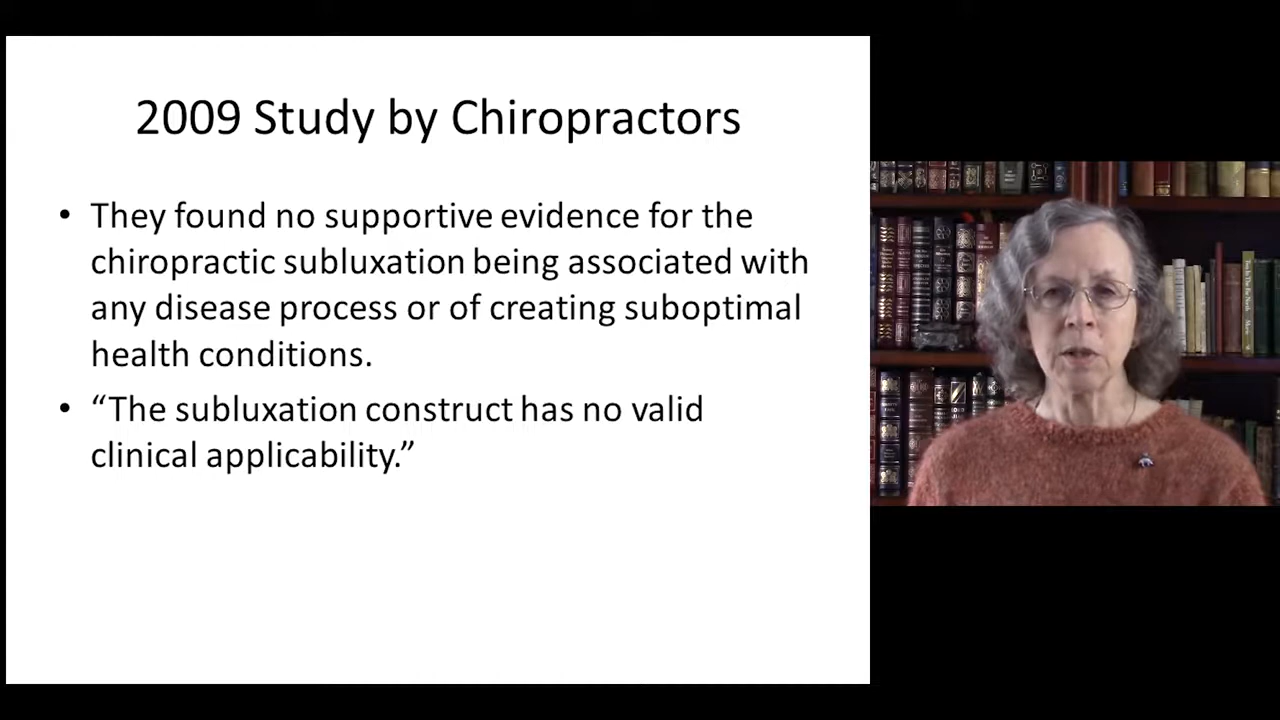 2009 Study by Chiropractors
• They found no supportive evidence for the
chiropractic subluxation being associated with
any disease process or of creating suboptimal
health conditions.
• “The subluxation construct has no valid
clinical applicability.”